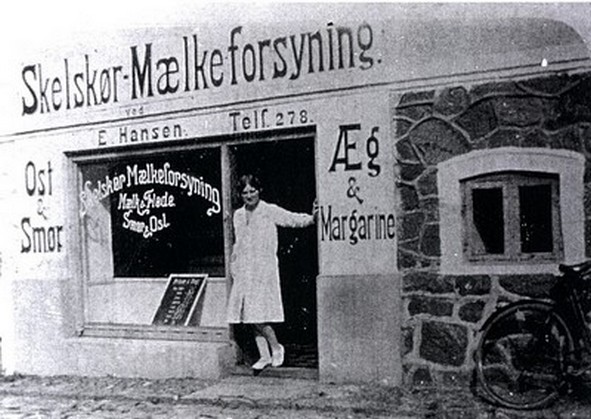 Skelskør-Mælkeforsyning.
ved
E. Hansen. Telf. 278.
Ost
&
Smør
Skelskør Mælkeforsyning
Mælk & Fløde
Smør & Ost
Æg
&
Margarine